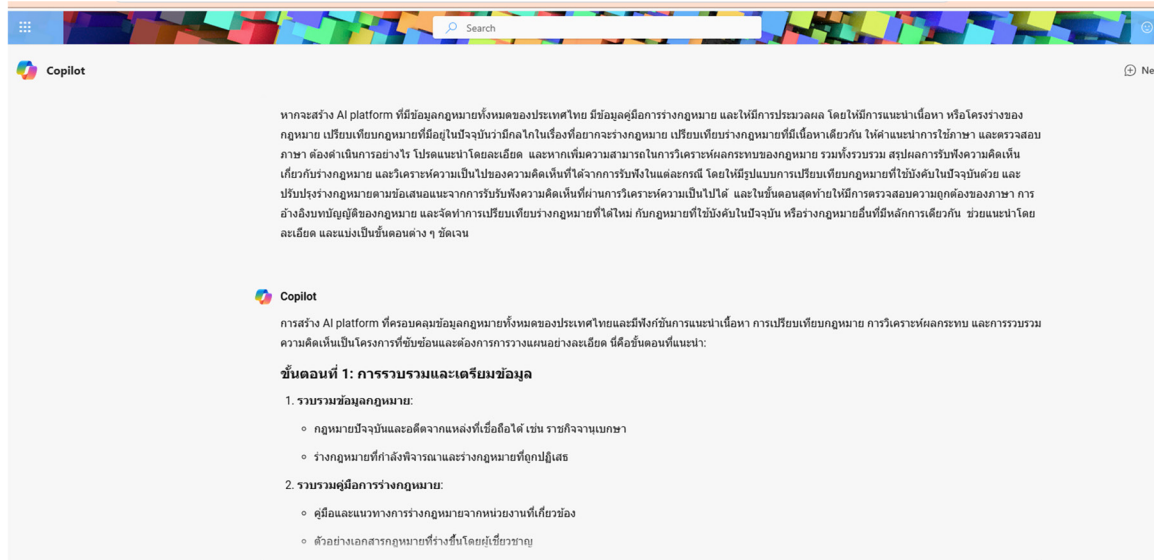 Search
Copilot
Ne
หากจะสร้าง AI platform ที่มีข้อมูลกฎหมายทั้งหมดของประเทศไทย มีข้อมูลคู่มือการร่างกฎหมาย และให้มีการประมวลผล โดยให้มีการแนะนำเนื้อหา หรือโครงร่างของ
กฎหมาย เปรียบเทียบกฎหมายที่มีอยู่ในปัจจุบันว่ามีกลไกในเรื่องที่อยากจะร่างกฎหมาย เปรียบเทียบร่างกฎหมายที่มีเนื้อหาเดียวกัน ให้คำแนะนำการใช้ภาษา และตรวจสอบ
ภาษา ต้องดำเนินการอย่างไร โปรดแนะนำโดยละเอียด และหากเพิ่มความสามารถในการวิเคราะห์ผลกระทบของกฎหมาย รวมทั้งรวบรวม สรุปผลการรับฟังความคิดเห็น
เกี่ยวกับร่างกฎหมาย และวิเคราะห์ความเป็นไปของความคิดเห็นที่ได้จากการรับฟังในแต่ละกรณี โดยให้มีรูปแบบการเปรียบเทียบกฎหมายที่ใช้บังคับในปัจจุบันด้วย และ
ปรับปรุงร่างกฎหมายตามข้อเสนอแนะจากการรับรับฟังความคิดเห็นที่ผ่านการวิเคราะห์ความเป็นไปได้ และในขั้นตอนสุดท้ายให้มีการตรวจสอบความถูกต้องของภาษา การ
อ้างอิงบทบัญญัติของกฎหมาย และจัดทำการเปรียบเทียบร่างกฎหมายที่ได้ใหม่ กับกฎหมายที่ใช้บังคับในปัจจุบัน หรือร่างกฎหมายอื่นที่มีหลักการเดียวกัน ช่วยแนะนำโดย
ละเอียด และแบ่งเป็นขั้นตอนต่าง ๆ ชัดเจน
Copilot
การสร้าง AI platform ที่ครอบคลุมข้อมูลกฎหมายทั้งหมดของประเทศไทยและมีฟังก์ชันการแนะนำเนื้อหา การเปรียบเทียบกฎหมาย การวิเคราะห์ผลกระทบ และการรวบรวม
ความคิดเห็นเป็นโครงการที่ซับซ้อนและต้องการการวางแผนอย่างละเอียด นี่คือขั้นตอนที่แนะนำ:
ขั้นตอนที่ 1: การรวบรวมและเตรียมข้อมูล
1. รวบรวมข้อมูลกฎหมาย:
○ กฎหมายปัจจุบันและอดีตจากแหล่งที่เชื่อถือได้ เช่น ราชกิจจานุเบกษา
○ ร่างกฎหมายที่กำลังพิจารณาและร่างกฎหมายที่ถูกปฏิเสธ
2. รวบรวมคู่มือการร่างกฎหมาย:
○ คู่มือและแนวทางการร่างกฎหมายจากหน่วยงานที่เกี่ยวข้อง
○ ตัวอย่างเอกสารกฎหมายที่ร่างขึ้นโดยผู้เชี่ยวชาญ